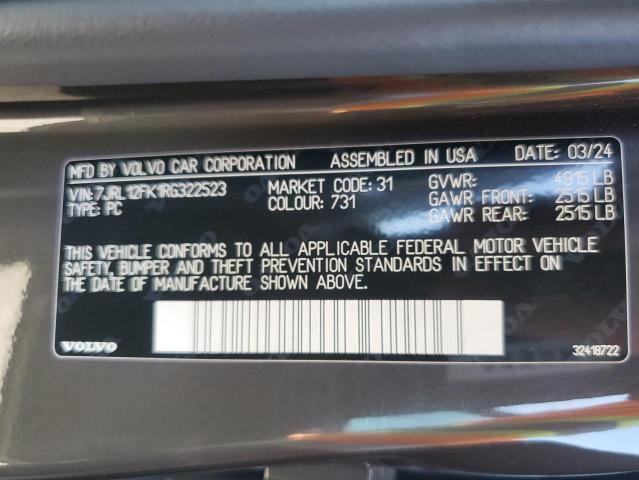 MFD BY VOLVO CAR CORPORATION ASSEMBLED IN USA DATE: 03/24
VIN: 7JRL12FK1RG322523 MARKET CODE: 31 GVWR: 4915 LB
TYPE: PC COLOUR: 731 GAWR FRONT: 2515 LB
GAWR REAR: 2515 LB
THIS VEHICLE CONFORMS TO ALL APPLICABLE FEDERAL MOTOR VEHICLE
SAFETY, BUMPER AND THEFT PREVENTION STANDARDS IN EFFECT ON
THE DATE OF MANUFACTURE SHOWN ABOVE.
VOLVO 32418722